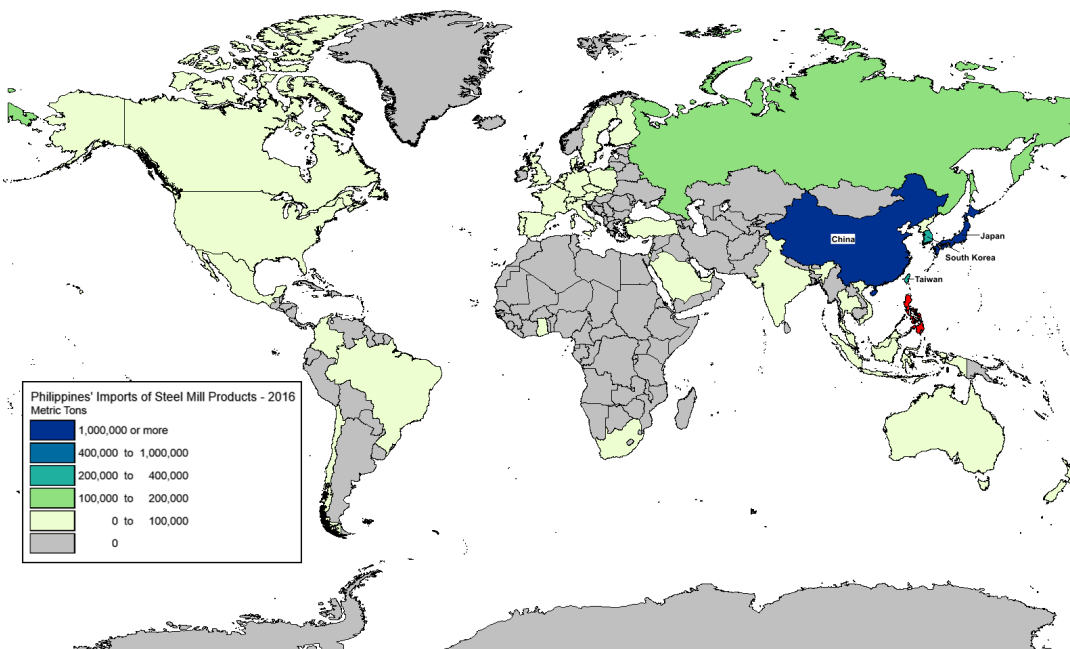 China
Japan
South Korea
Taiwan
Philippines' Imports of Steel Mill Products - 2016
Metric Tons
1,000,000 or more
400,000 to 1,000,000
200,000 to 400,000
100,000 to 200,000
0 to 100,000
0